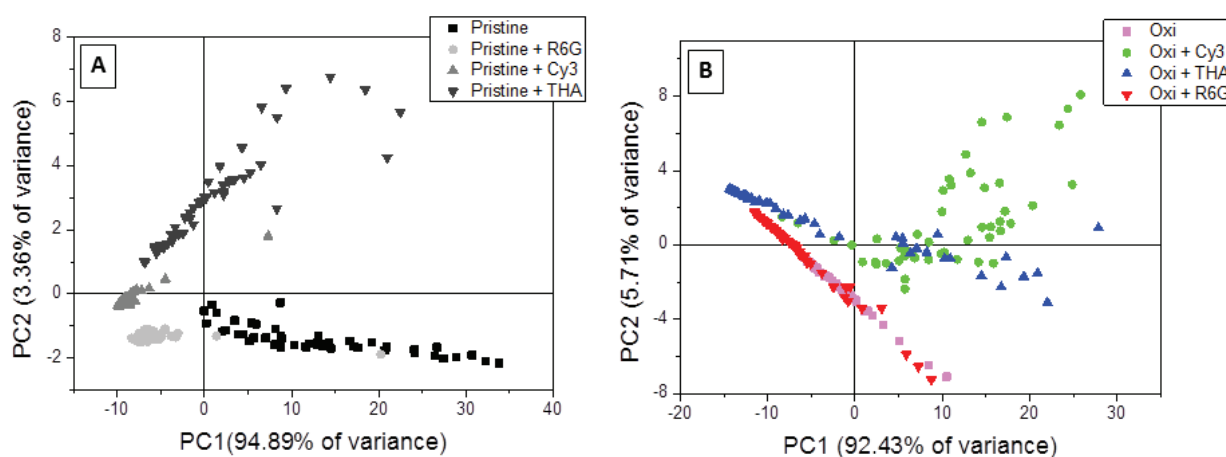 A
Pristine
Pristine + R6G
Pristine + Cy3
Pristine + THA
8
6
4
2
0
-2
-10
0
10
20
30
40
PC2 (3.36% of variance)
PC1(94.89% of variance)
B
Oxi
Oxi + Cy3
Oxi + THA
Oxi + R6G
8
4
0
-4
-8
-20
-10
0
10
20
30
PC2 (5.71% of variance)
PC1 (92.43% of variance)